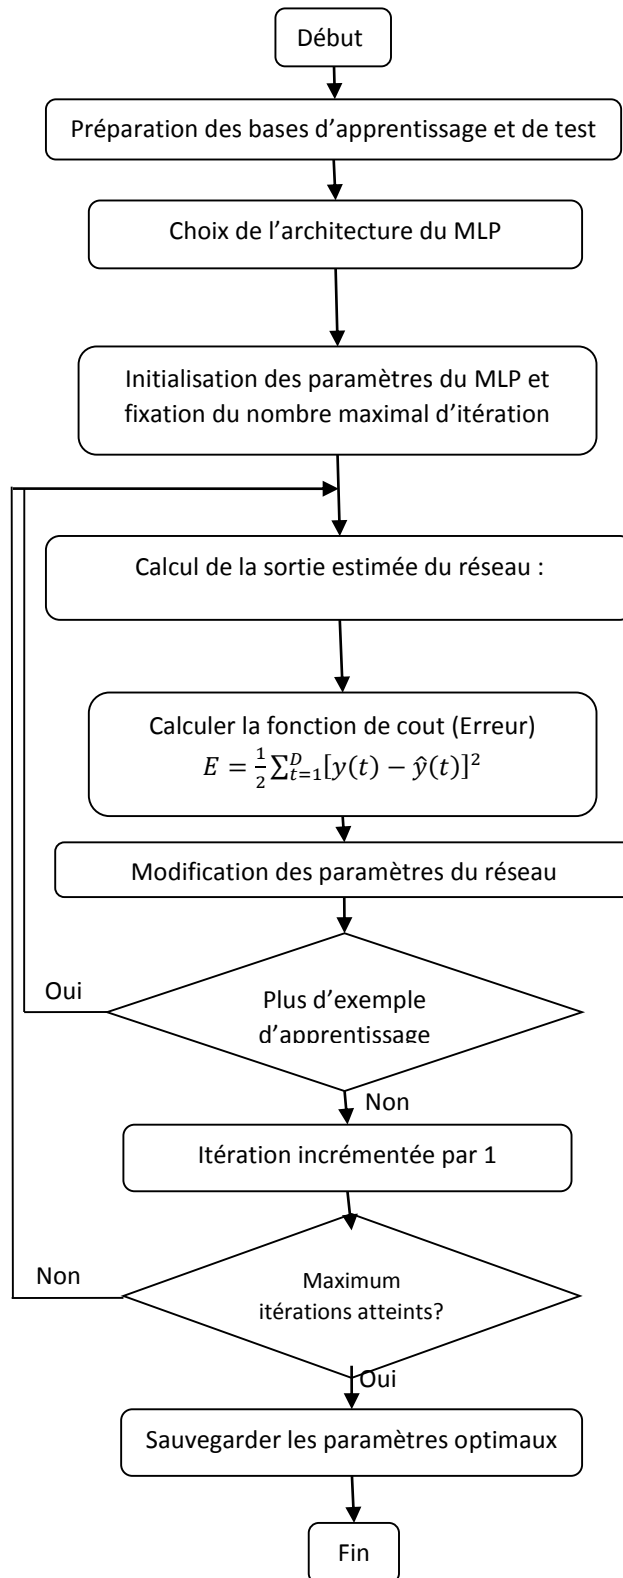 Début
Préparation des bases d’apprentissage et de test
Choix de l’architecture du MLP
Initialisation des paramètres du MLP et
fixation du nombre maximal d’itération
Calcul de la sortie estimée du réseau :
Calculer la fonction de cout (Erreur)
𝐸 = 1/2 ∑_{𝑡=1}^{𝐷}[𝑦(𝑡) − 𝑦̂(𝑡)]²
Modification des paramètres du réseau
Oui
Plus d’exemple
d’apprentissage
Non
Itération incrémentée par 1
Non
Maximum
itérations atteints?
Oui
Sauvegarder les paramètres optimaux
Fin